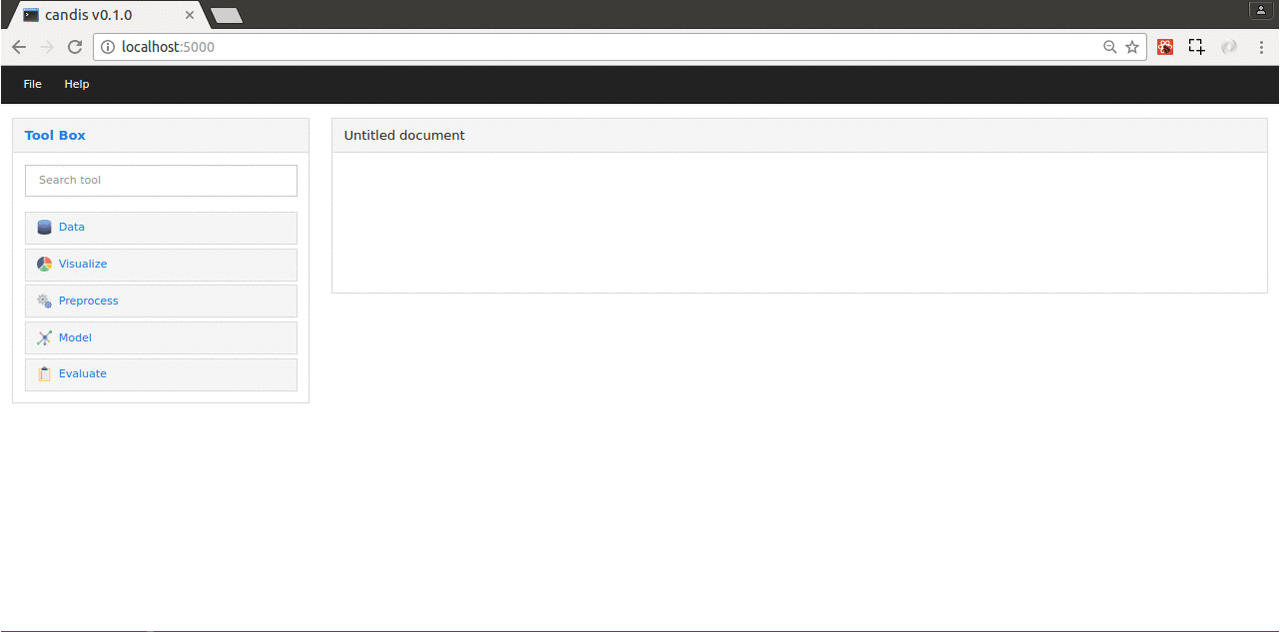 candis v0.1.0
localhost:5000
File Help
Tool Box
Search tool
Data
Visualize
Preprocess
Model
Evaluate
Untitled document